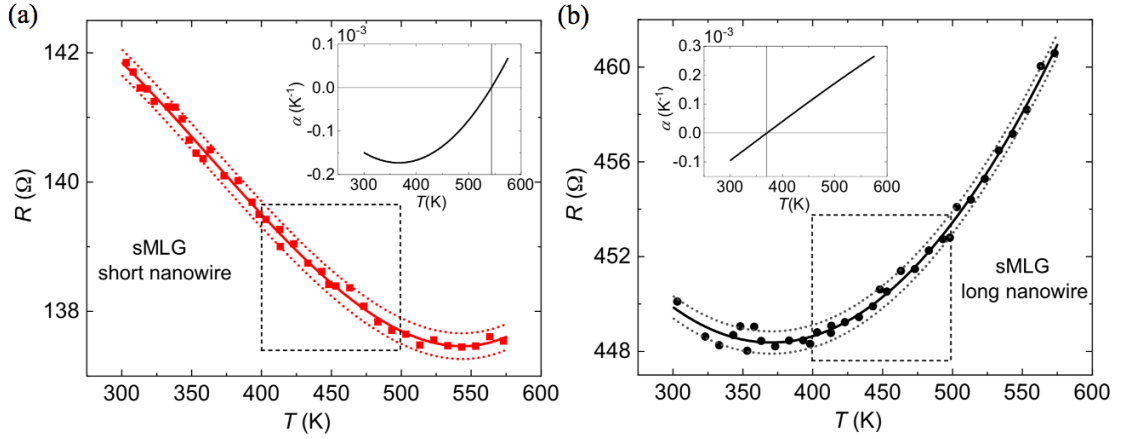 (a)
142
140
138
R (Ω)
300 350 400 450 500 550 600
T (K)
sMLG
short nanowire
×10⁻³
0.1
0.0
-0.1
-0.2
α (K⁻¹)
300 400 500 600
T(K)
(b)
460
456
452
448
R (Ω)
300 350 400 450 500 550 600
T (K)
sMLG
long nanowire
×10⁻³
0.3
0.2
0.1
0.0
-0.1
α (K⁻¹)
300 400 500 600
T(K)